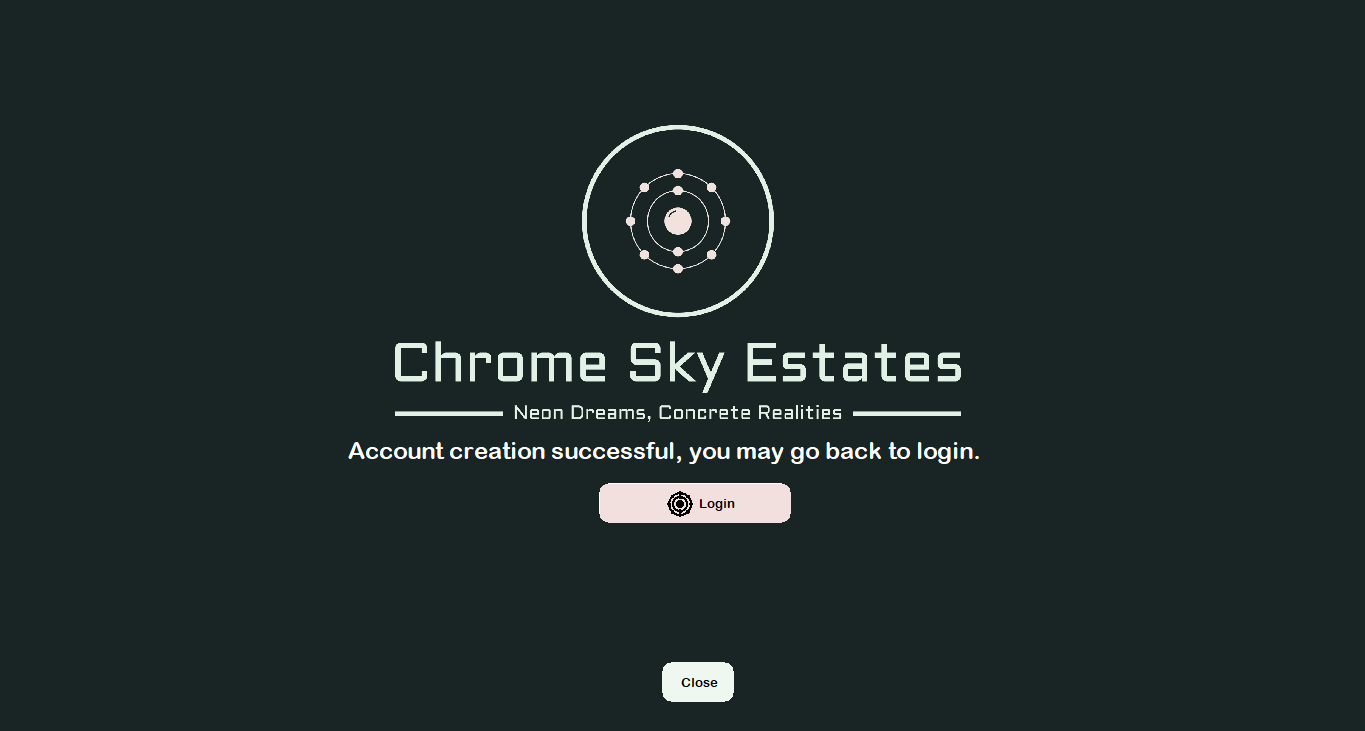 Chrome Sky Estates
Neon Dreams, Concrete Realities
Account creation successful, you may go back to login.
Login
Close